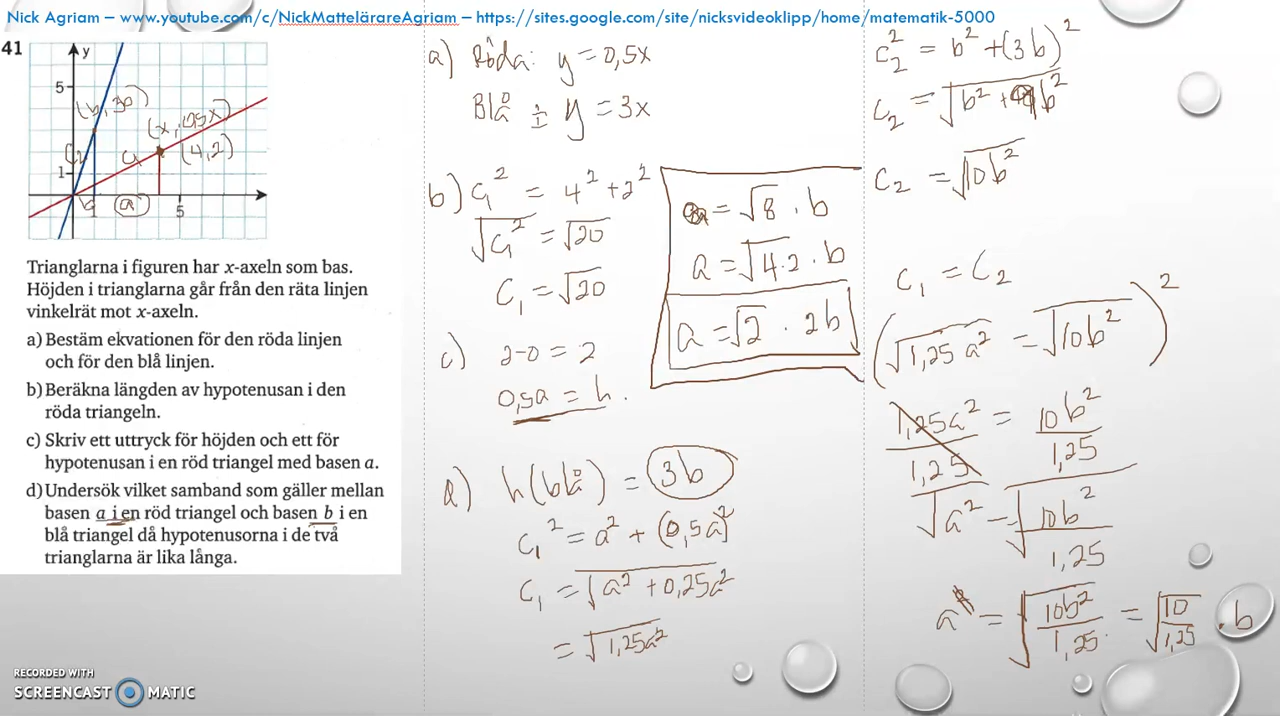 Nick Agriam – www.youtube.com/c/NickMattelärareAgriam – https://sites.google.com/site/nicksvideoklipp/home/matematik-5000
41
y
5
(b, 3b)
(x, 0,5x)
(4,2)
C₂
C₁
1
b
a
5
Trianglarna i figuren har x-axeln som bas.
Höjden i trianglarna går från den räta linjen
vinkelrät mot x-axeln.
a) Bestäm ekvationen för den röda linjen
och för den blå linjen.
b) Beräkna längden av hypotenusan i den
röda triangeln.
c) Skriv ett uttryck för höjden och ett för
hypotenusan i en röd triangel med basen a.
d) Undersök vilket samband som gäller mellan
basen a i en röd triangel och basen b i en
blå triangel då hypotenusorna i de två
trianglarna är lika långa.
a) Röda: y = 0,5x
Blå : y = 3x
b) C₁² = 4² + 2²
√C₁² = √20
C₁ = √20
c) 2-0 = 2
0,5a = h.
d) h(blå) = 3b
C₁² = a² + (0,5a)²
C₁ = √a² + 0,25a²
= √1,25a²
a = √8 · b
a = √4·2 · b
a = √2 · 2b
C₂² = b² + (3b)²
C₂ = √b² + 9b²
C₂ = √10b²
C₁ = C₂
(√1,25a² = √10b²)²
1,25a²/1,25 = 10b²/1,25
√a² = √10b²/1,25
a = √10b²/1,25 = √10/1,25 · b
RECORDED WITH
SCREENCAST MATIC